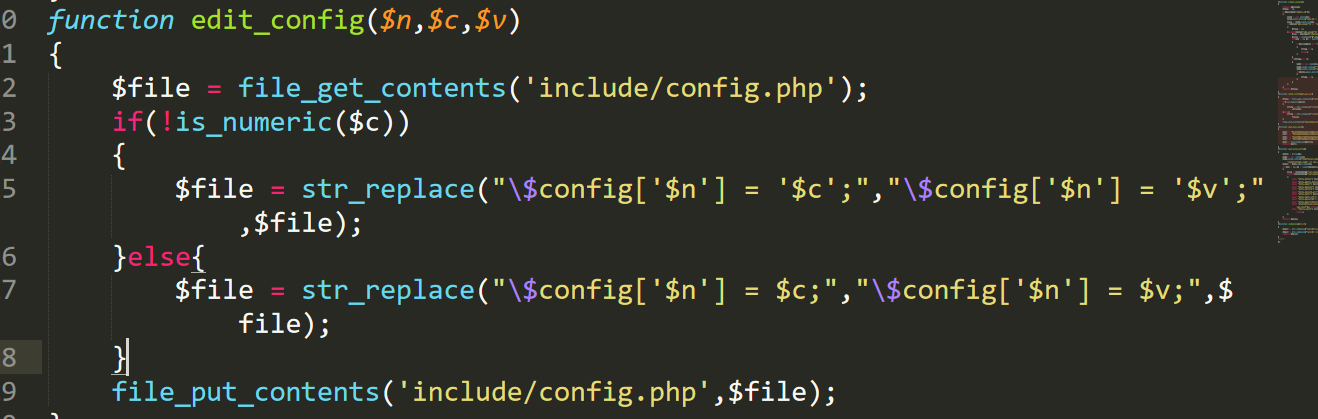 0 function edit_config($n,$c,$v)
1 {
2 $file = file_get_contents('include/config.php');
3 if(!is_numeric($c))
4 {
5 $file = str_replace("\$config['$n'] = '$c';","\$config['$n'] = '$v';"
,$file);
6 }else{
7 $file = str_replace("\$config['$n'] = $c;","\$config['$n'] = $v;",$
file);
8 }
9 file_put_contents('include/config.php',$file);